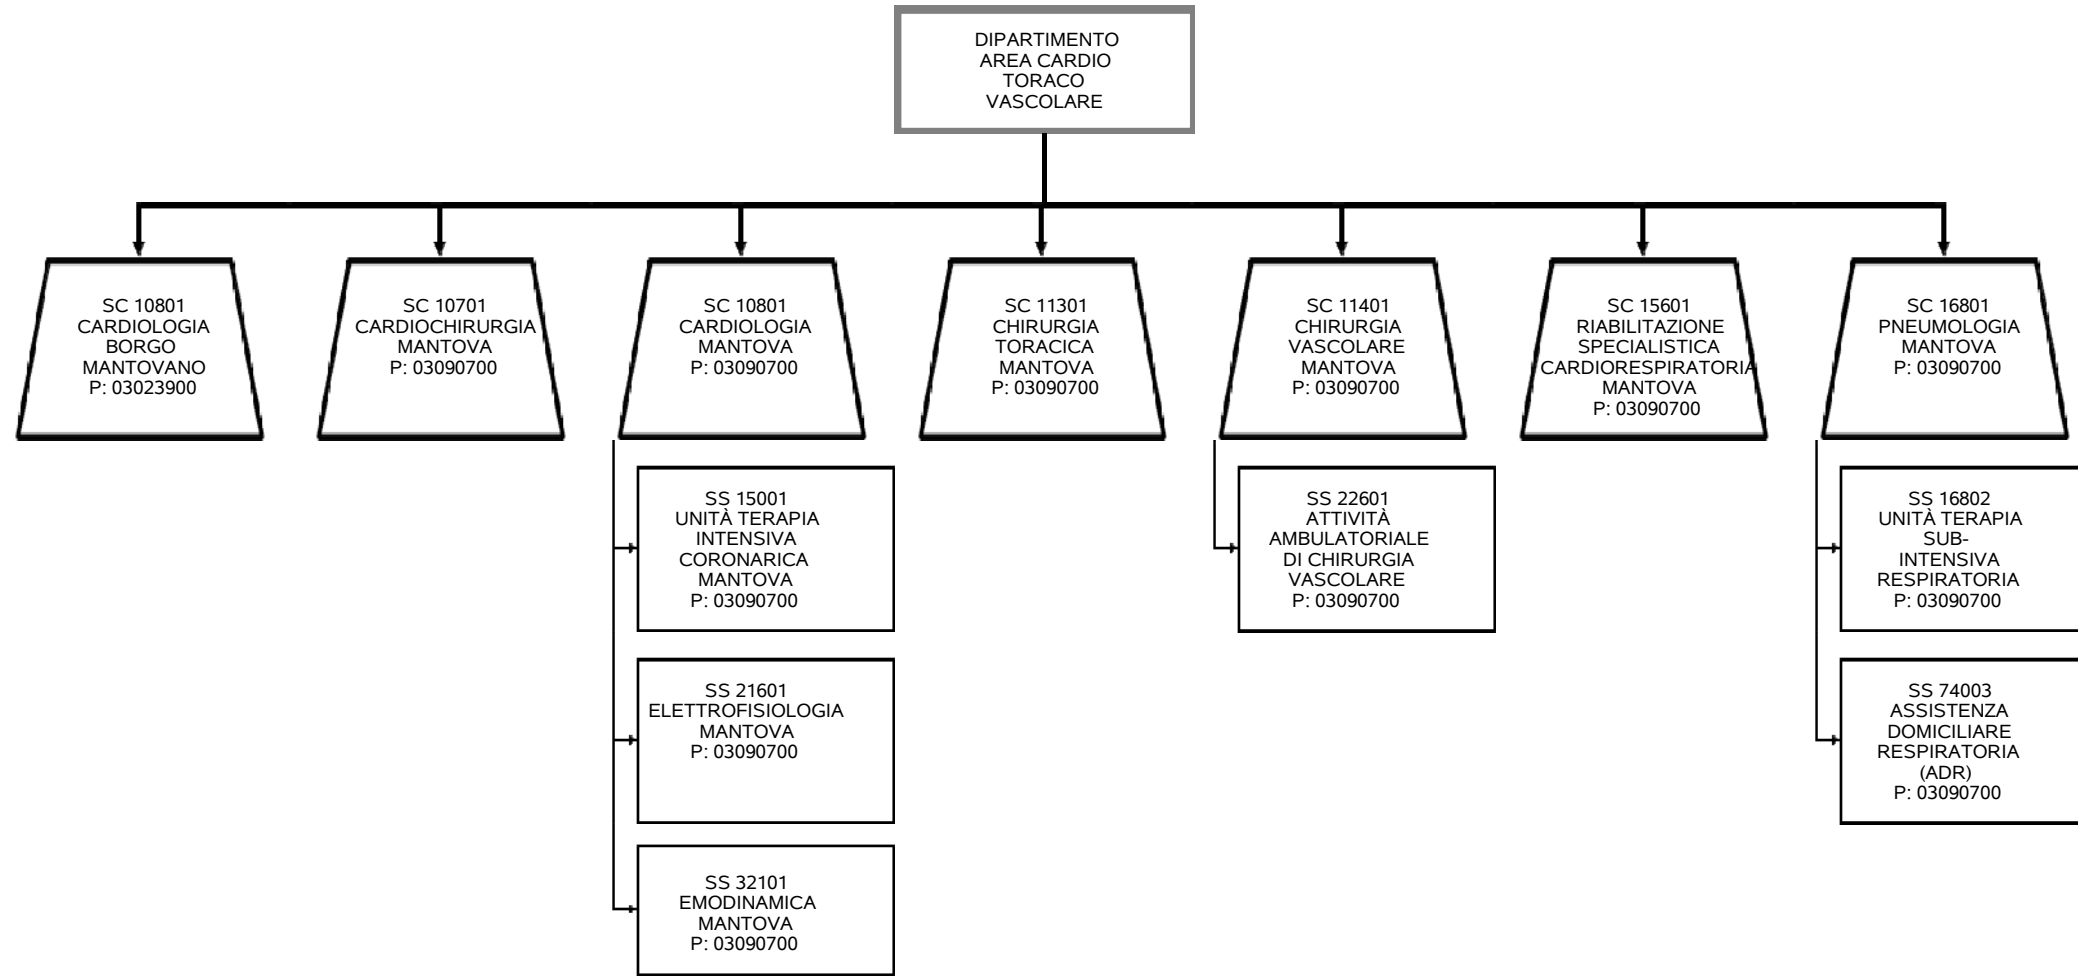 DIPARTIMENTO
AREA CARDIO
TORACO
VASCOLARE
SC 10801
CARDIOLOGIA
BORGO
MANTOVANO
P: 03023900
SC 10701
CARDIOCHIRURGIA
MANTOVA
P: 03090700
SC 10801
CARDIOLOGIA
MANTOVA
P: 03090700
SC 11301
CHIRURGIA
TORACICA
MANTOVA
P: 03090700
SC 11401
CHIRURGIA
VASCOLARE
MANTOVA
P: 03090700
SC 15601
RIABILITAZIONE
SPECIALISTICA
CARDIORESPIRATORIA
MANTOVA
P: 03090700
SC 16801
PNEUMOLOGIA
MANTOVA
P: 03090700
SS 15001
UNITÀ TERAPIA
INTENSIVA
CORONARICA
MANTOVA
P: 03090700
SS 22601
ATTIVITÀ
AMBULATORIALE
DI CHIRURGIA
VASCOLARE
P: 03090700
SS 16802
UNITÀ TERAPIA
SUB-
INTENSIVA
RESPIRATORIA
P: 03090700
SS 21601
ELETTROFISIOLOGIA
MANTOVA
P: 03090700
SS 74003
ASSISTENZA
DOMICILIARE
RESPIRATORIA
(ADR)
P: 03090700
SS 32101
EMODINAMICA
MANTOVA
P: 03090700